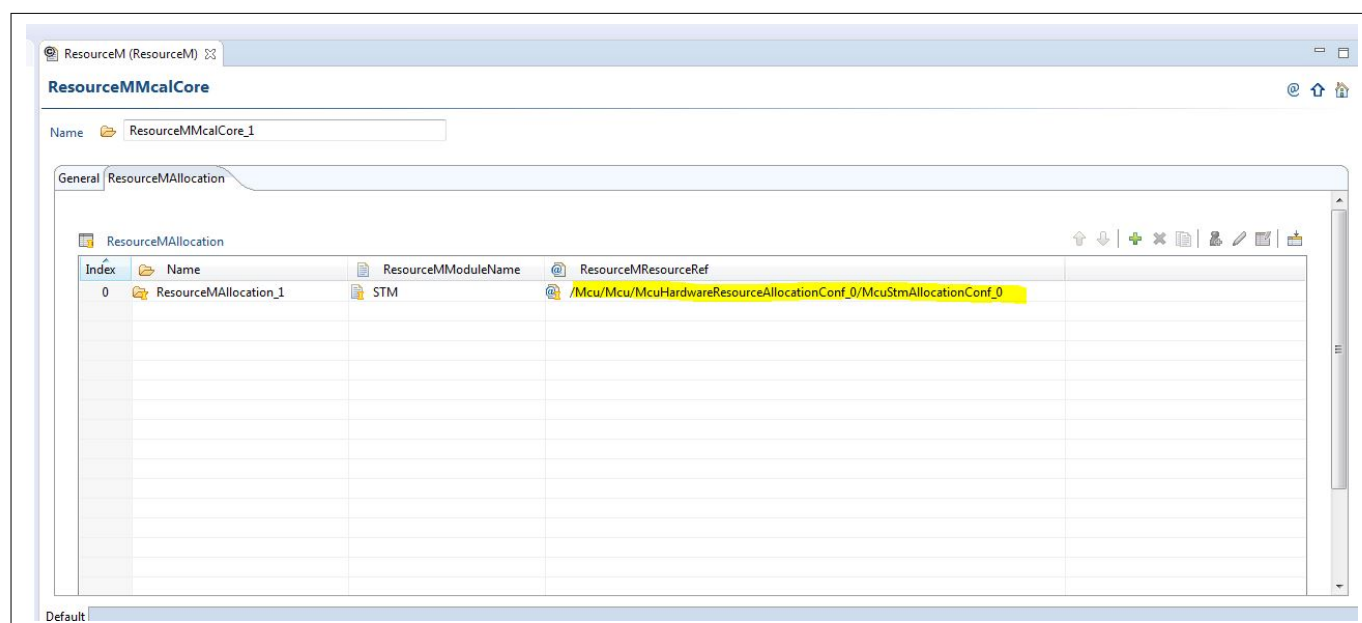 ResourceM (ResourceM)
ResourceMMcalCore
Name ResourceMMcalCore_1
General ResourceMAllocation
ResourceMAllocation
Index Name ResourceMModuleName ResourceMResourceRef
0 ResourceMAllocation_1 STM /Mcu/Mcu/McuHardwareResourceAllocationConf_0/McuStmAllocationConf_0
Default